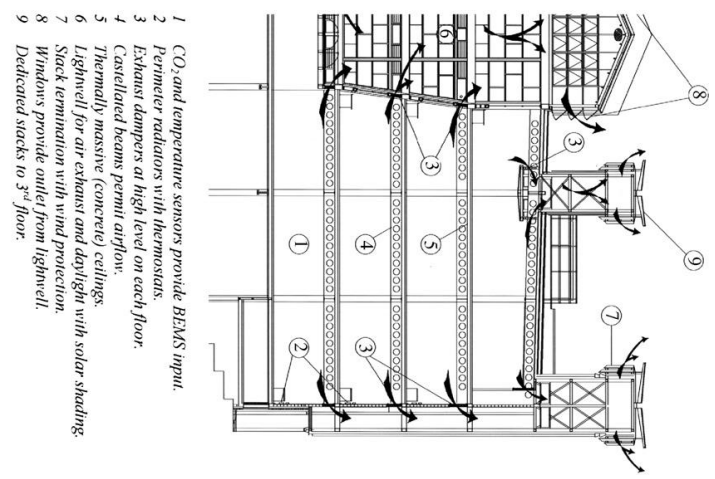 1 CO2 and temperature sensors provide BEMS input.
2 Perimeter radiators with thermostats.
3 Exhaust dampers at high level on each floor.
4 Castellated beams permit airflow.
5 Thermally massive (concrete) ceilings.
6 Lightwell for air exhaust and daylight with solar shading.
7 Stack termination with wind protection.
8 Windows provide outlet from lightwell.
9 Dedicated stacks to 3rd floor.
8
9
7
3
6
3
5
4
1
3
2